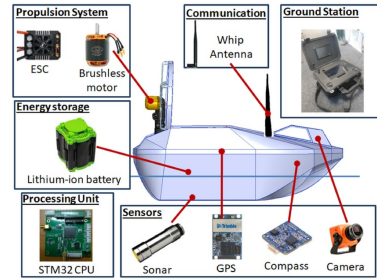 Propulsion System
ESC
Brushless
motor
Communication
Whip
Antenna
Ground Station
Energy storage
Lithium-ion battery
Processing Unit
STM32 CPU
Sensors
Sonar
GPS
Compass
Camera